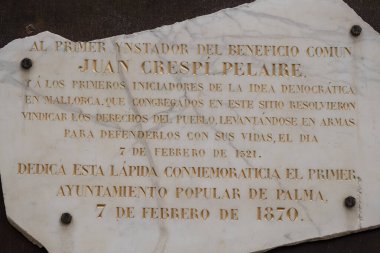 AL PRIMER YNSTADOR DEL BENEFICIO COMUN
JUAN CRESPÍ, PELAIRE,
Y Á LOS PRIMEROS INICIADORES DE LA IDEA DEMOCRÁTICA
EN MALLORCA, QUE CONGREGADOS EN ESTE SITIO RESOLVIERON
VINDICAR LOS DERECHOS DEL PUEBLO, LEVANTÁNDOSE EN ARMAS
PARA DEFENDERLOS CON SUS VIDAS, EL DIA
7 DE FEBRERO DE 1521.
DEDICA ESTA LÁPIDA CONMEMORATICIA EL PRIMER
AYUNTAMIENTO POPULAR DE PALMA,
7 DE FEBRERO DE 1870.